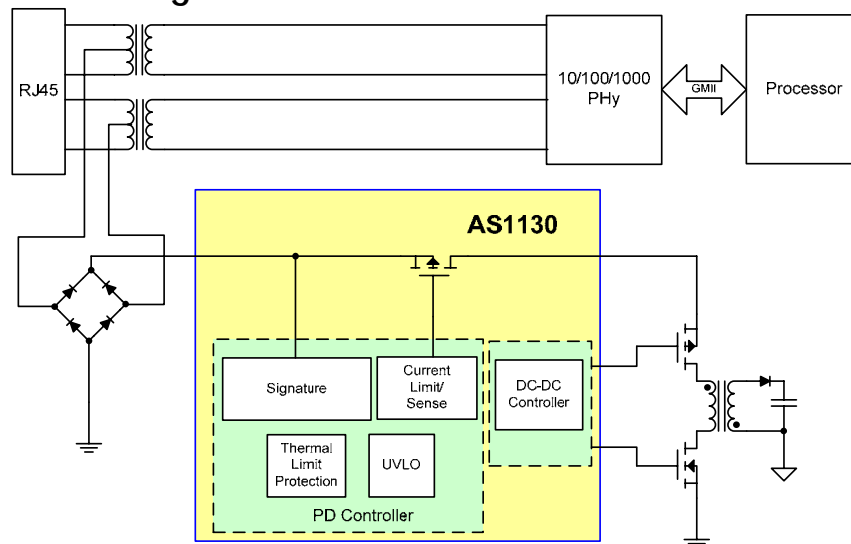 RJ45
10/100/1000
PHy
GMII
Processor
AS1130
Signature
Current
Limit/
Sense
DC-DC
Controller
Thermal
Limit
Protection
UVLO
PD Controller